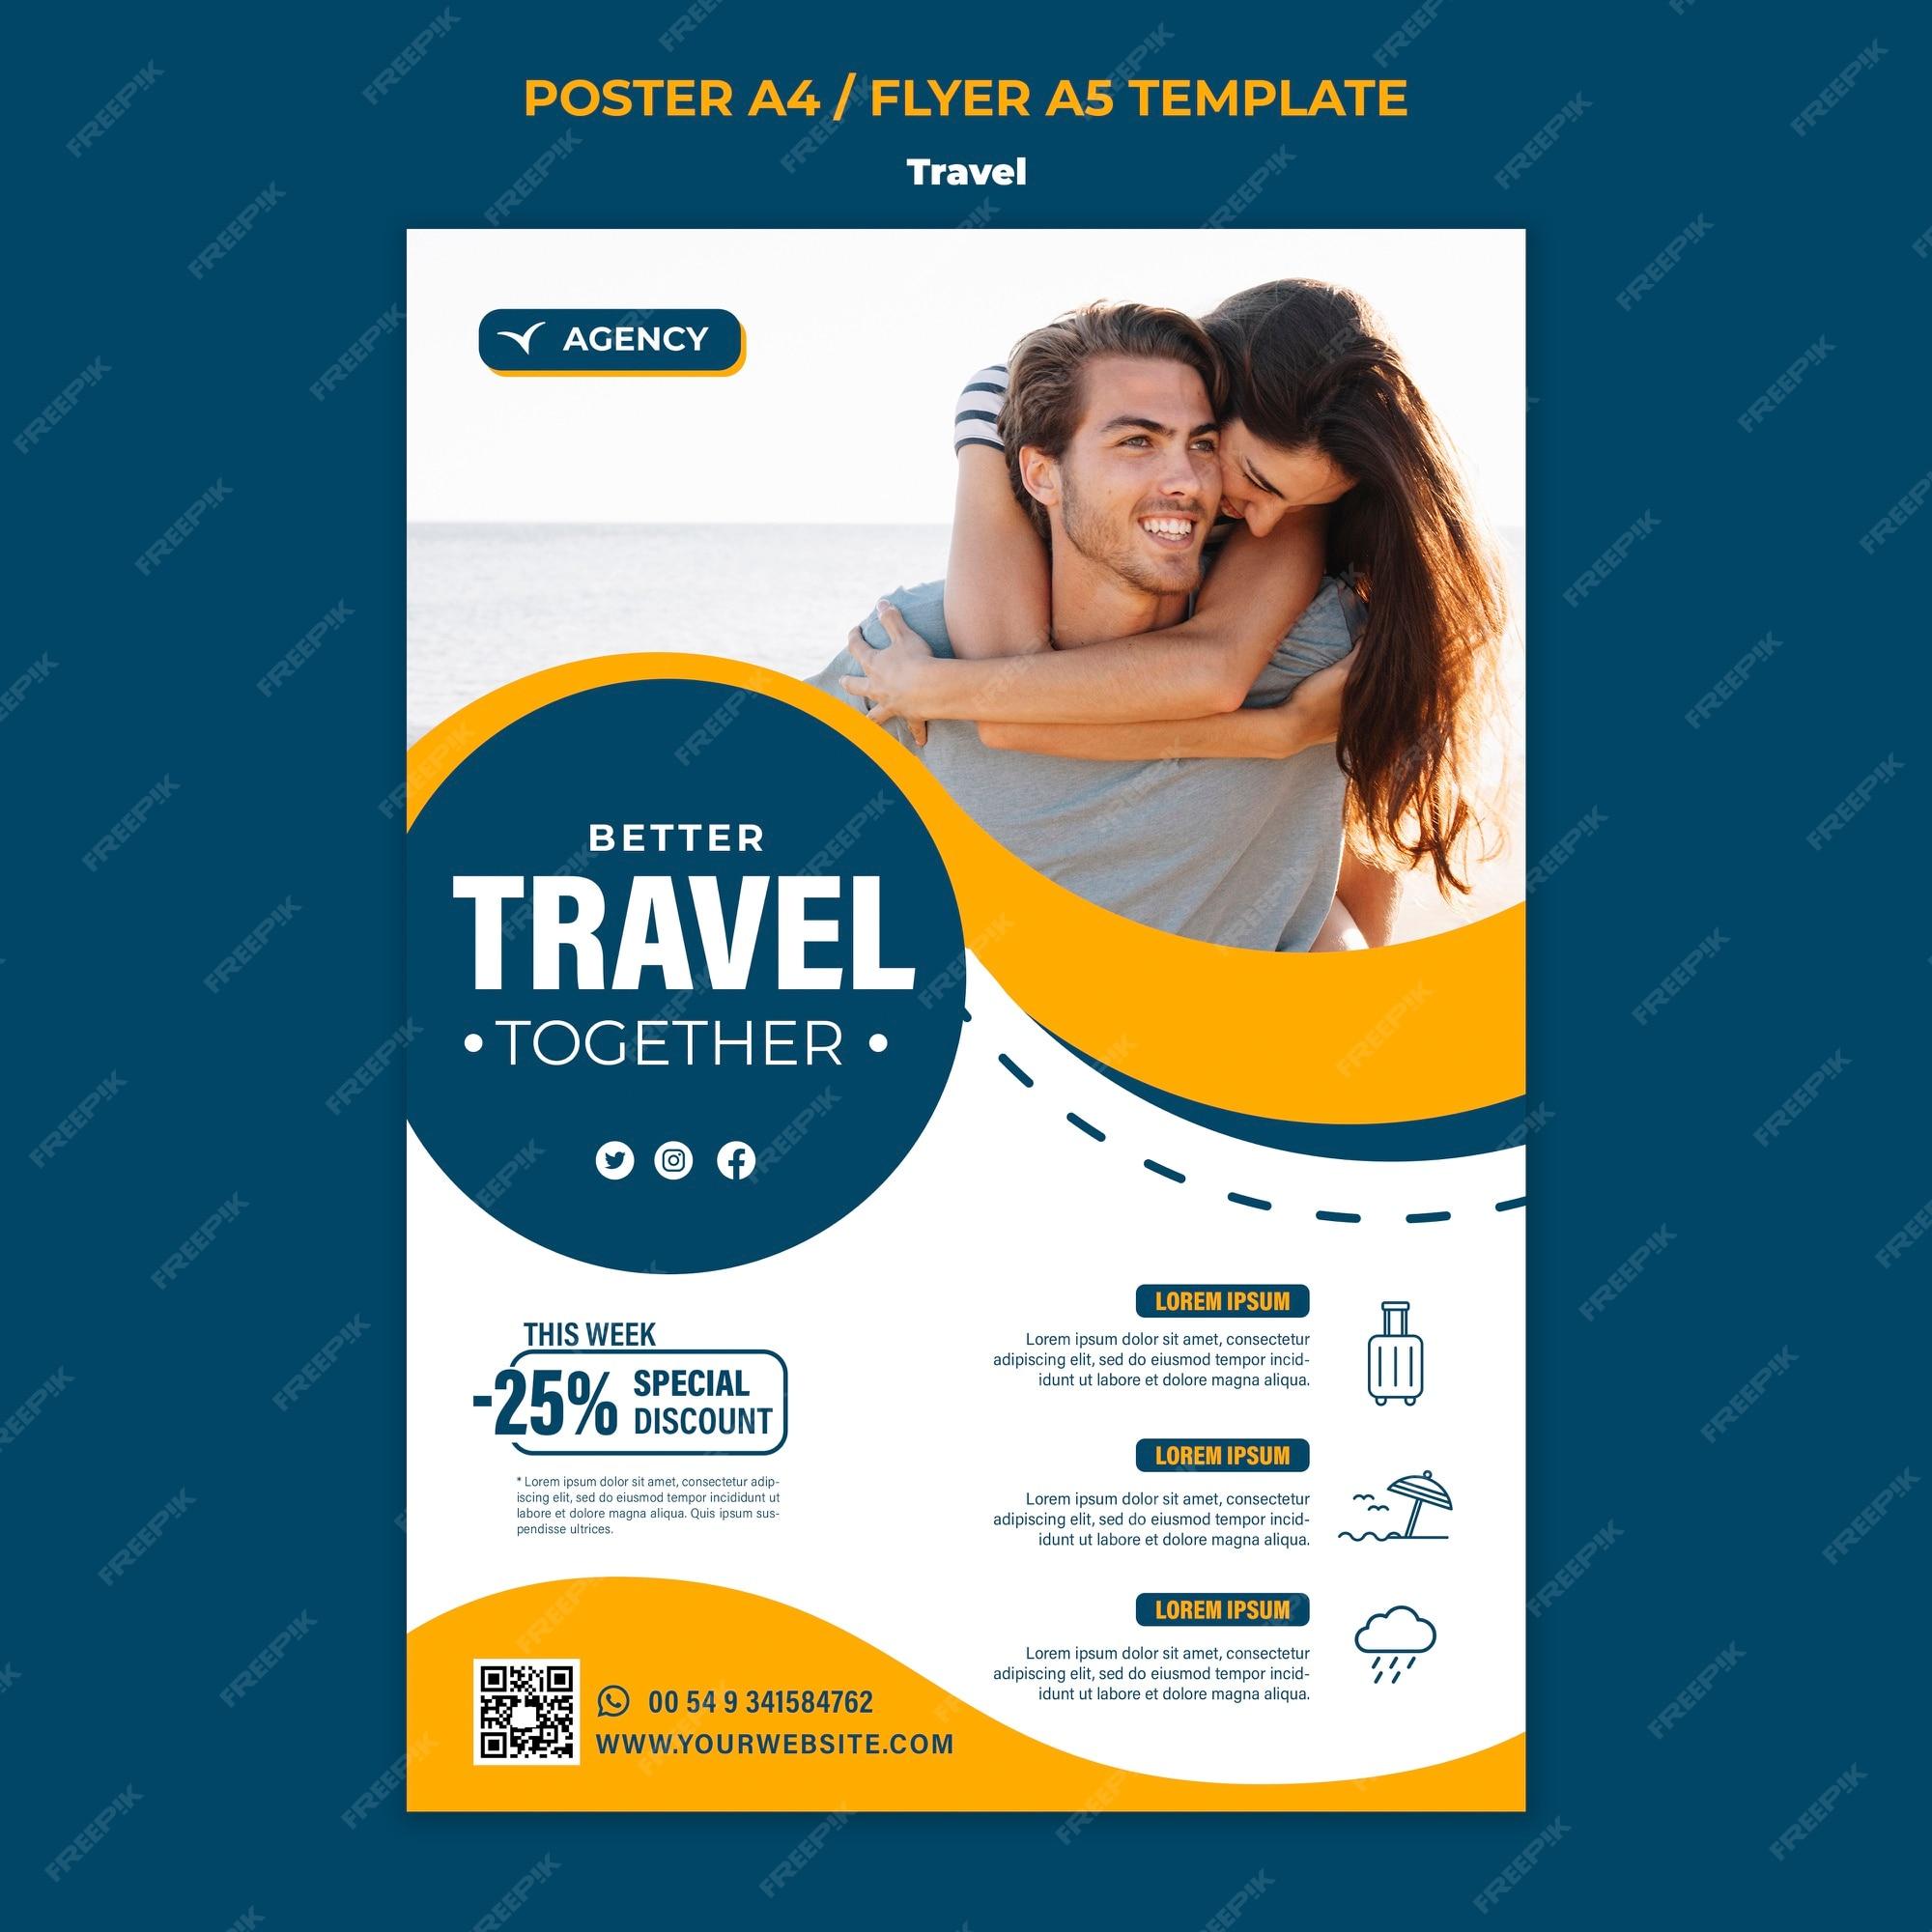 POSTER A4 / FLYER A5 TEMPLATE
Travel
AGENCY
BETTER
TRAVEL
• TOGETHER •
THIS WEEK
-25% SPECIAL
DISCOUNT
* Lorem ipsum dolor sit amet, consectetur adip-
iscing elit, sed do eiusmod tempor incididunt ut
labore et dolore magna aliqua. Quis ipsum sus-
pendisse ultrices.
LOREM IPSUM
Lorem ipsum dolor sit amet, consectetur
adipiscing elit, sed do eiusmod tempor incid-
idunt ut labore et dolore magna aliqua.
LOREM IPSUM
Lorem ipsum dolor sit amet, consectetur
adipiscing elit, sed do eiusmod tempor incid-
idunt ut labore et dolore magna aliqua.
LOREM IPSUM
Lorem ipsum dolor sit amet, consectetur
adipiscing elit, sed do eiusmod tempor incid-
idunt ut labore et dolore magna aliqua.
00 54 9 341584762
WWW.YOURWEBSITE.COM
FREEPIK